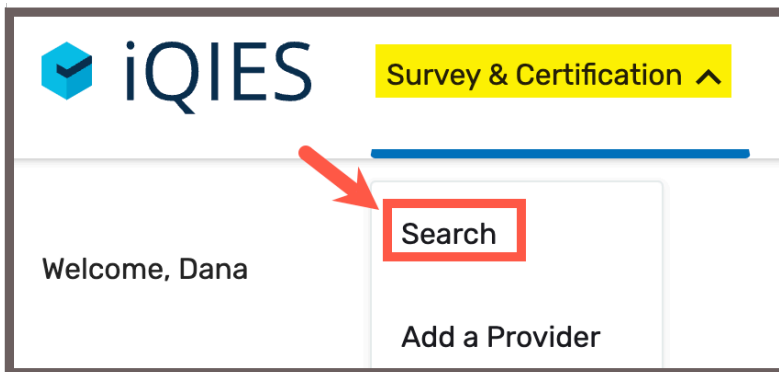 iQIES
Survey & Certification
Search
Welcome, Dana
Add a Provider